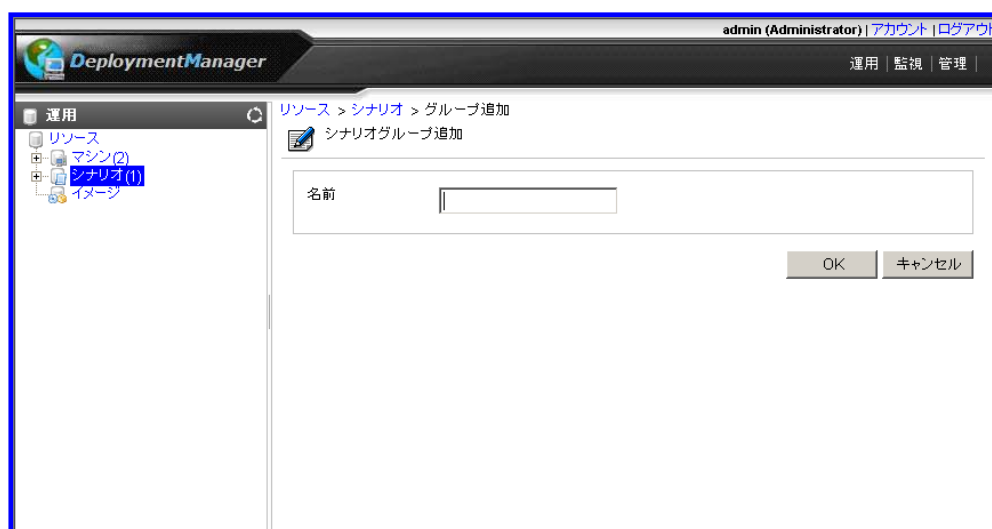 admin (Administrator) | アカウント | ログアウト
DeploymentManager
運用 | 監視 | 管理 |
運用
リソース
マシン(2)
シナリオ(1)
イメージ
リソース > シナリオ > グループ追加
シナリオグループ追加
名前
OK キャンセル